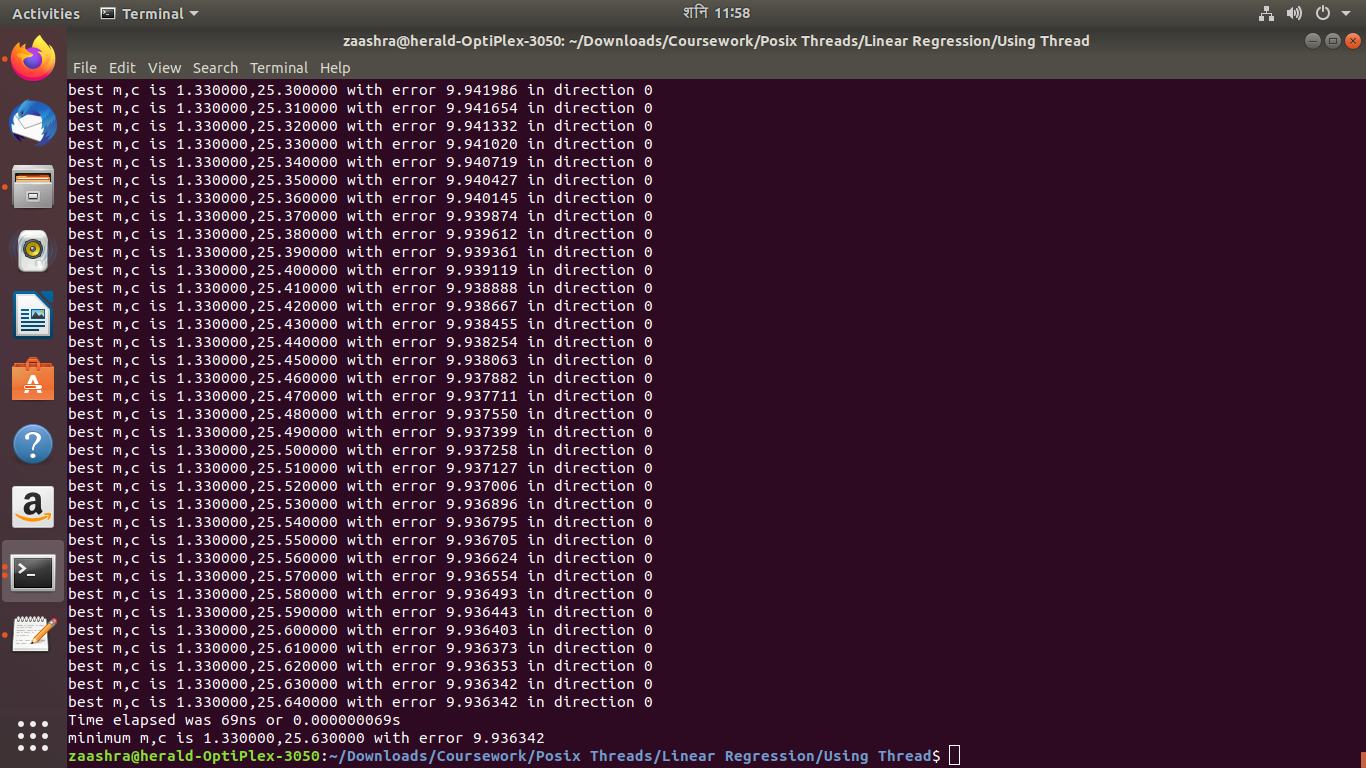 Activities Terminal शनि 11:58
zaashra@herald-OptiPlex-3050: ~/Downloads/Coursework/Posix Threads/Linear Regression/Using Thread
File Edit View Search Terminal Help
best m,c is 1.330000,25.300000 with error 9.941986 in direction 0
best m,c is 1.330000,25.310000 with error 9.941654 in direction 0
best m,c is 1.330000,25.320000 with error 9.941332 in direction 0
best m,c is 1.330000,25.330000 with error 9.941020 in direction 0
best m,c is 1.330000,25.340000 with error 9.940719 in direction 0
best m,c is 1.330000,25.350000 with error 9.940427 in direction 0
best m,c is 1.330000,25.360000 with error 9.940145 in direction 0
best m,c is 1.330000,25.370000 with error 9.939874 in direction 0
best m,c is 1.330000,25.380000 with error 9.939612 in direction 0
best m,c is 1.330000,25.390000 with error 9.939361 in direction 0
best m,c is 1.330000,25.400000 with error 9.939119 in direction 0
best m,c is 1.330000,25.410000 with error 9.938888 in direction 0
best m,c is 1.330000,25.420000 with error 9.938667 in direction 0
best m,c is 1.330000,25.430000 with error 9.938455 in direction 0
best m,c is 1.330000,25.440000 with error 9.938254 in direction 0
best m,c is 1.330000,25.450000 with error 9.938063 in direction 0
best m,c is 1.330000,25.460000 with error 9.937882 in direction 0
best m,c is 1.330000,25.470000 with error 9.937711 in direction 0
best m,c is 1.330000,25.480000 with error 9.937550 in direction 0
best m,c is 1.330000,25.490000 with error 9.937399 in direction 0
best m,c is 1.330000,25.500000 with error 9.937258 in direction 0
best m,c is 1.330000,25.510000 with error 9.937127 in direction 0
best m,c is 1.330000,25.520000 with error 9.937006 in direction 0
best m,c is 1.330000,25.530000 with error 9.936896 in direction 0
best m,c is 1.330000,25.540000 with error 9.936795 in direction 0
best m,c is 1.330000,25.550000 with error 9.936705 in direction 0
best m,c is 1.330000,25.560000 with error 9.936624 in direction 0
best m,c is 1.330000,25.570000 with error 9.936554 in direction 0
best m,c is 1.330000,25.580000 with error 9.936493 in direction 0
best m,c is 1.330000,25.590000 with error 9.936443 in direction 0
best m,c is 1.330000,25.600000 with error 9.936403 in direction 0
best m,c is 1.330000,25.610000 with error 9.936373 in direction 0
best m,c is 1.330000,25.620000 with error 9.936353 in direction 0
best m,c is 1.330000,25.630000 with error 9.936342 in direction 0
best m,c is 1.330000,25.640000 with error 9.936342 in direction 0
Time elapsed was 69ns or 0.000000069s
minimum m,c is 1.330000,25.630000 with error 9.936342
zaashra@herald-OptiPlex-3050:~/Downloads/Coursework/Posix Threads/Linear Regression/Using Thread$